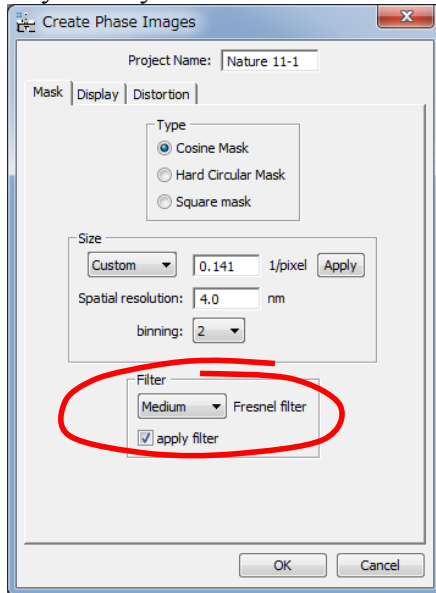 Create Phase Images
Project Name: Nature 11-1
Mask Display Distortion
Type
Cosine Mask
Hard Circular Mask
Square mask
Size
Custom 0.141 1/pixel Apply
Spatial resolution: 4.0 nm
binning: 2
Filter
Medium Fresnel filter
apply filter
OK Cancel